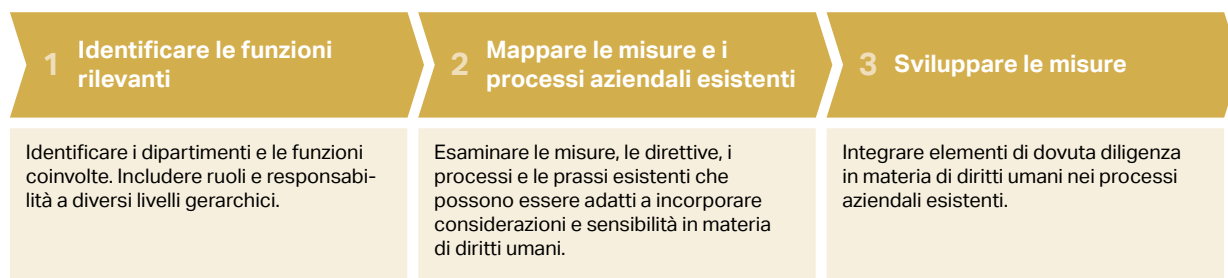 1 Identificare le funzioni
rilevanti
2 Mappare le misure e i
processi aziendali esistenti
3 Sviluppare le misure
Identificare i dipartimenti e le funzioni
coinvolte. Includere ruoli e responsabi-
lità a diversi livelli gerarchici.
Esaminare le misure, le direttive, i
processi e le prassi esistenti che
possono essere adatti a incorporare
considerazioni e sensibilità in materia
di diritti umani.
Integrare elementi di dovuta diligenza
in materia di diritti umani nei processi
aziendali esistenti.